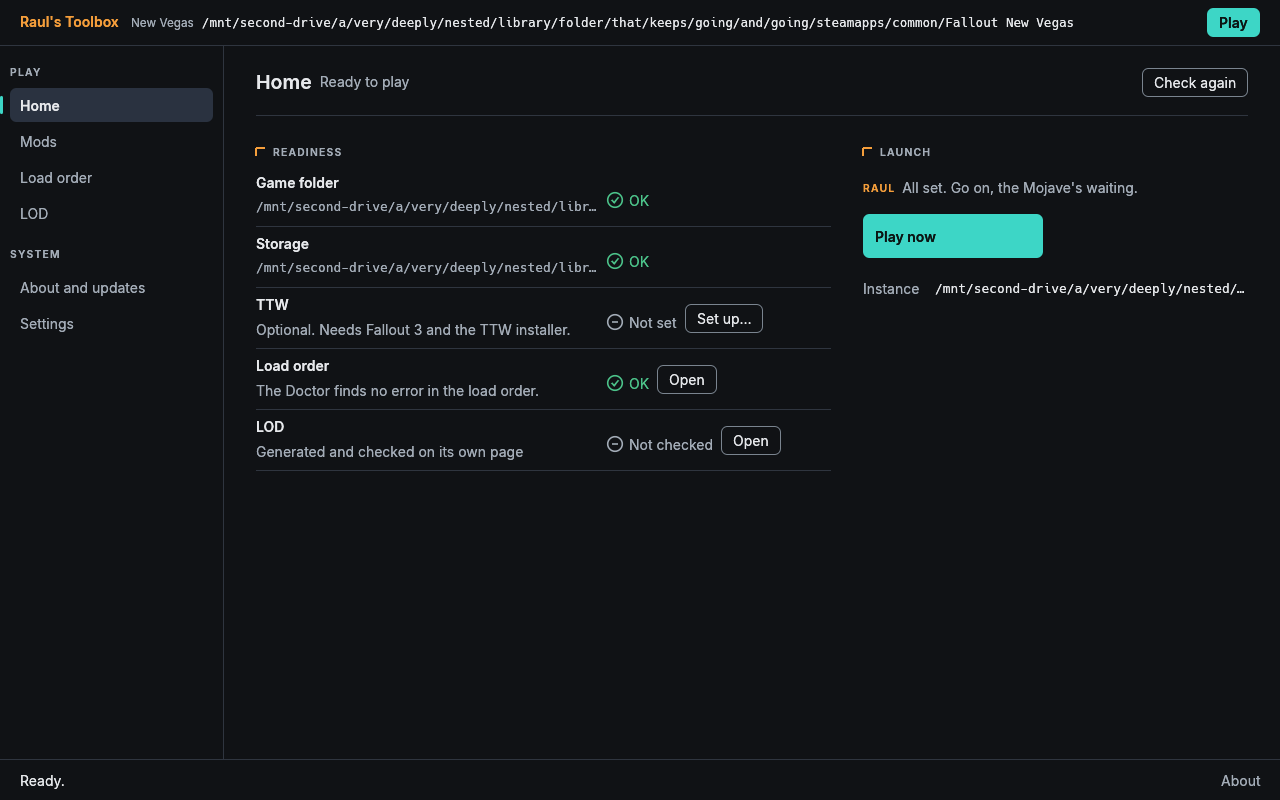 Raul's Toolbox New Vegas /mnt/second-drive/a/very/deeply/nested/library/folder/that/keeps/going/and/going/steamapps/common/Fallout New Vegas Play
PLAY
Home
Mods
Load order
LOD
SYSTEM
About and updates
Settings
Home Ready to play Check again
READINESS
Game folder
/mnt/second-drive/a/very/deeply/nested/libr… OK
Storage
/mnt/second-drive/a/very/deeply/nested/libr… OK
TTW
Optional. Needs Fallout 3 and the TTW installer. Not set Set up...
Load order
The Doctor finds no error in the load order. OK Open
LOD
Generated and checked on its own page Not checked Open
LAUNCH
RAUL All set. Go on, the Mojave's waiting.
Play now
Instance /mnt/second-drive/a/very/deeply/nested/…
Ready. About